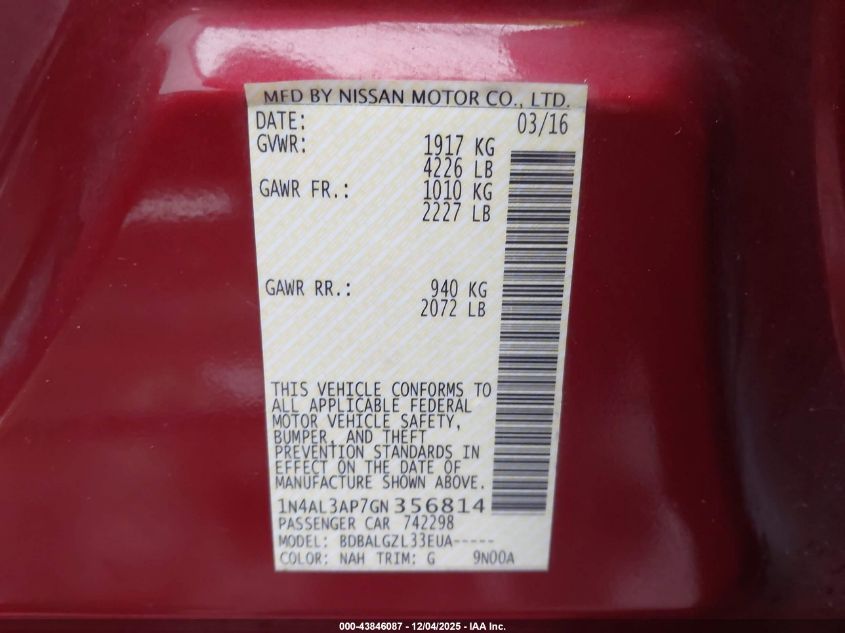 MFD BY NISSAN MOTOR CO., LTD.
DATE: 03/16
GVWR: 1917 KG
4226 LB
GAWR FR.: 1010 KG
2227 LB
GAWR RR.: 940 KG
2072 LB
THIS VEHICLE CONFORMS TO
ALL APPLICABLE FEDERAL
MOTOR VEHICLE SAFETY,
BUMPER, AND THEFT
PREVENTION STANDARDS IN
EFFECT ON THE DATE OF
MANUFACTURE SHOWN ABOVE.
1N4AL3AP7GN356814
PASSENGER CAR 742298
MODEL: BDBALGZL33EUA-----
COLOR: NAH TRIM: G 9N00A
000-43846087 - 12/04/2025 - IAA Inc.